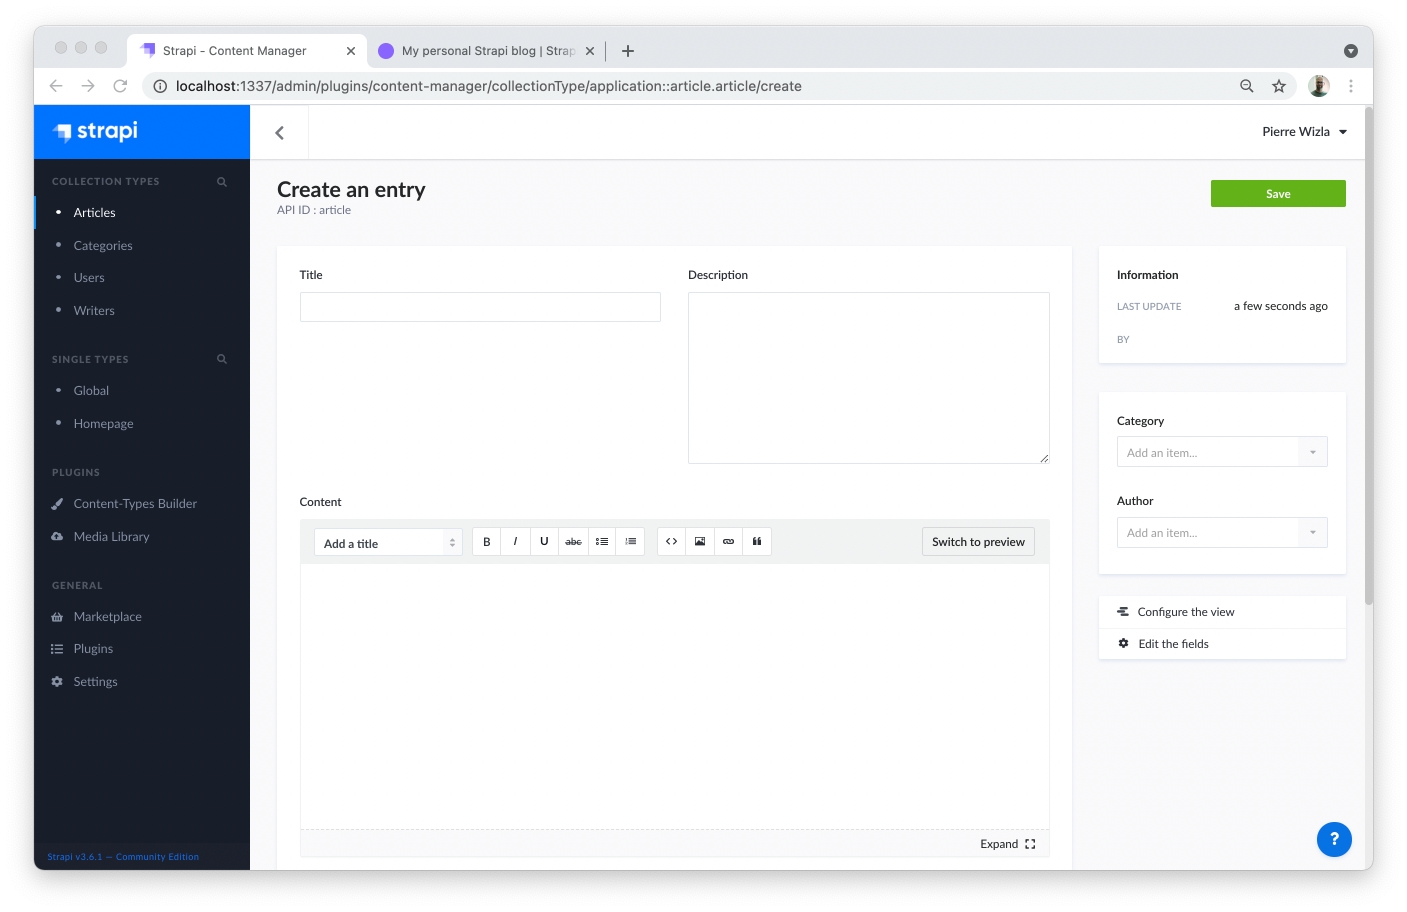 Strapi - Content Manager
My personal Strapi blog | Strap
localhost:1337/admin/plugins/content-manager/collectionType/application::article.article/create
strapi
Pierre Wizla
COLLECTION TYPES
Articles
Categories
Users
Writers
SINGLE TYPES
Global
Homepage
PLUGINS
Content-Types Builder
Media Library
GENERAL
Marketplace
Plugins
Settings
Strapi v3.6.1 — Community Edition
Create an entry
API ID : article
Save
Title
Description
Content
Add a title
B I U abc
Switch to preview
Expand
Information
LAST UPDATE a few seconds ago
BY
Category
Add an item...
Author
Add an item...
Configure the view
Edit the fields
?